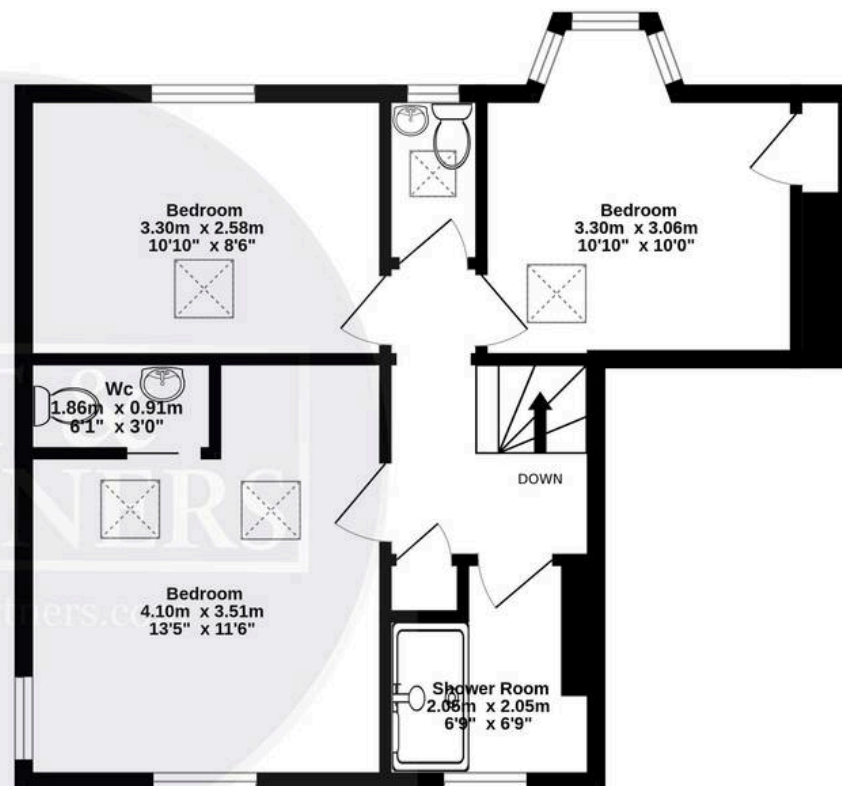 Bedroom
3.30m x 2.58m
10'10" x 8'6"
Bedroom
3.30m x 3.06m
10'10" x 10'0"
Wc
1.86m x 0.91m
6'1" x 3'0"
DOWN
Bedroom
4.10m x 3.51m
13'5" x 11'6"
Shower Room
2.05m x 2.05m
6'9" x 6'9"
&